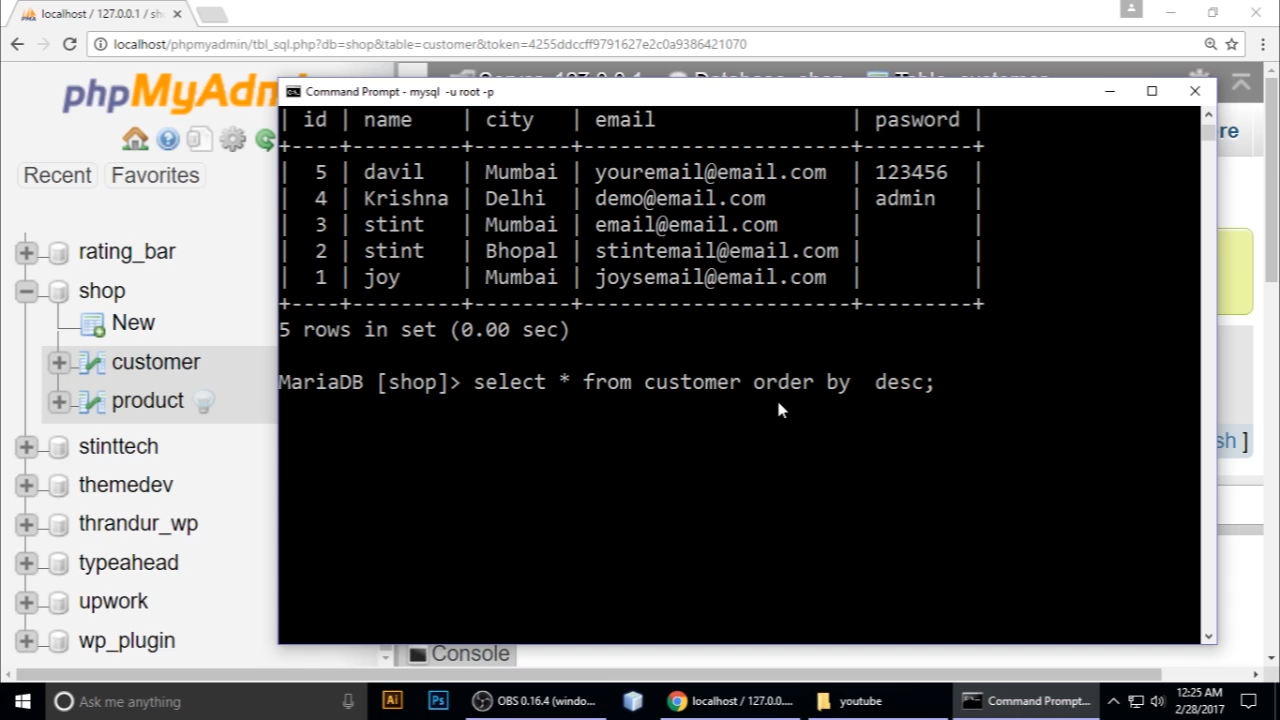 localhost / 127.0.0.1 / sho
localhost/phpmyadmin/tbl_sql.php?db=shop&table=customer&token=4255ddccff9791627e2c0a9386421070
phpMyAdm
Recent Favorites
rating_bar
shop
New
customer
product
stinttech
themedev
thrandur_wp
typeahead
upwork
wp_plugin
Command Prompt - mysql -u root -p
| id | name | city | email | pasword |
+----+---------+--------+----------------------+---------+
| 5 | davil | Mumbai | youremail@email.com | 123456 |
| 4 | Krishna | Delhi | demo@email.com | admin |
| 3 | stint | Mumbai | email@email.com | |
| 2 | stint | Bhopal | stintemail@email.com | |
| 1 | joy | Mumbai | joysemail@email.com | |
+----+---------+--------+----------------------+---------+
5 rows in set (0.00 sec)
MariaDB [shop]> select * from customer order by  desc;
re
sh ]
Console
Ask me anything
Ai
Ps
OBS 0.16.4 (windo...
localhost / 127.0.0....
youtube
Command Prompt...
12:25 AM
2/28/2017